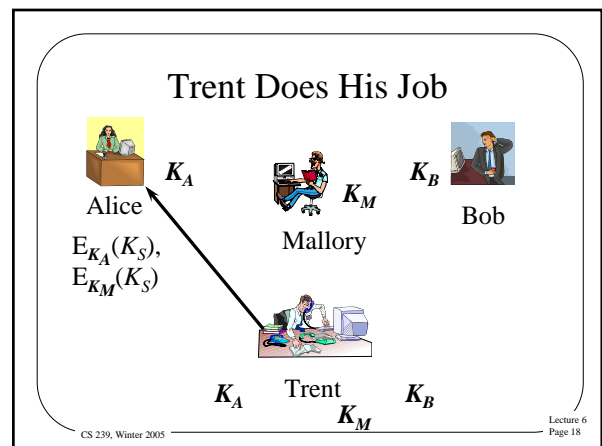 Trent Does His Job
K_A
K_M
K_B
Alice
Mallory
Bob
E_{K_A}(K_S),
E_{K_M}(K_S)
Trent
K_A
K_M
K_B
CS 239, Winter 2005
Lecture 6
Page 18